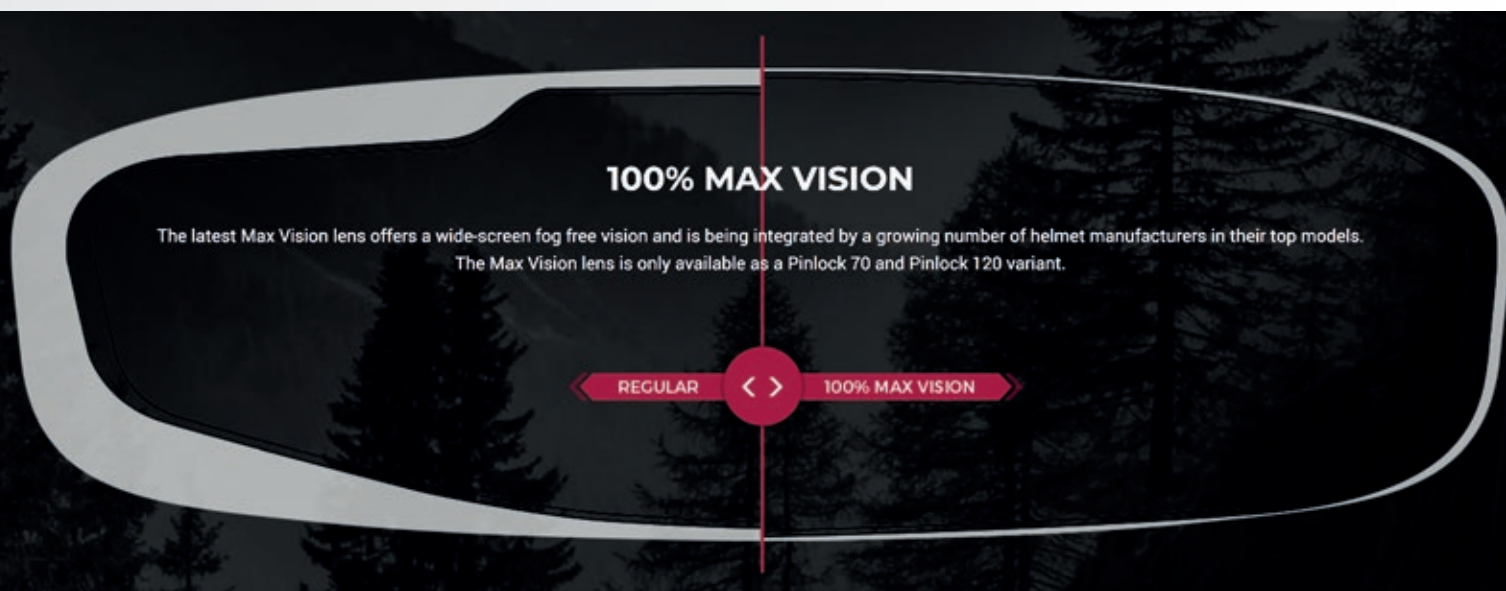 100% MAX VISION
The latest Max Vision lens offers a wide-screen fog free vision and is being integrated by a growing number of helmet manufacturers in their top models.
The Max Vision lens is only available as a Pinlock 70 and Pinlock 120 variant.
REGULAR
100% MAX VISION